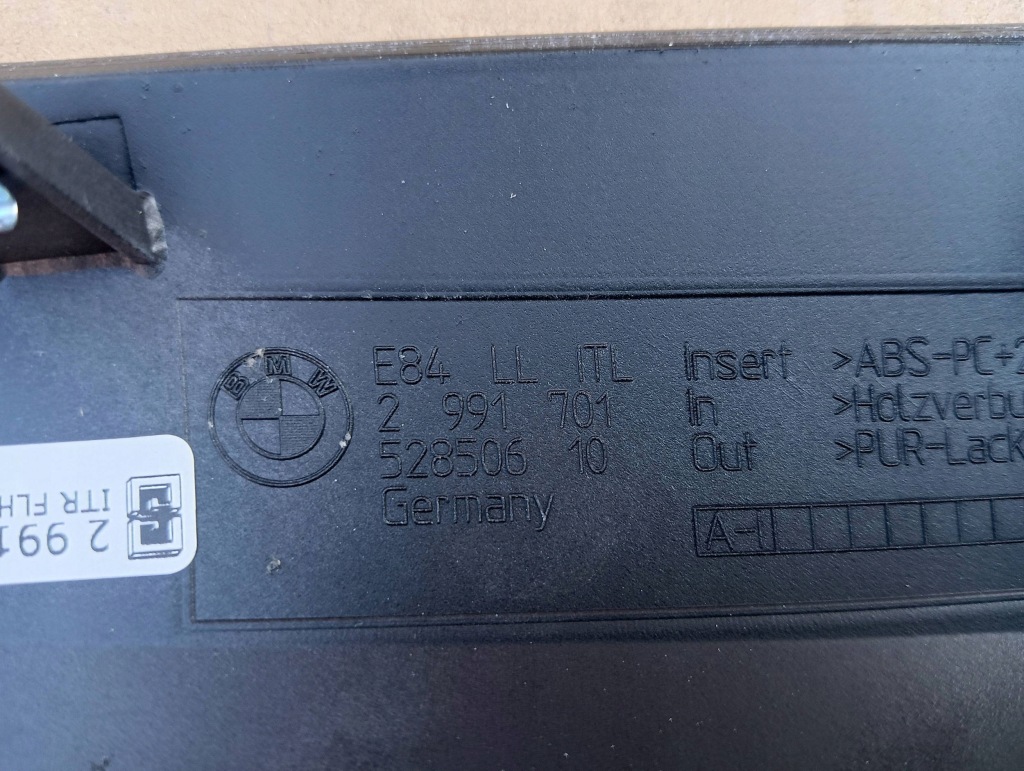 BMW
E84 LL ITL
2 991 701
528506 10
Germany
Insert >ABS-PC+2
In >Holzverbu
Out >PUR-Lack
A-I
2 991
ITR FLH